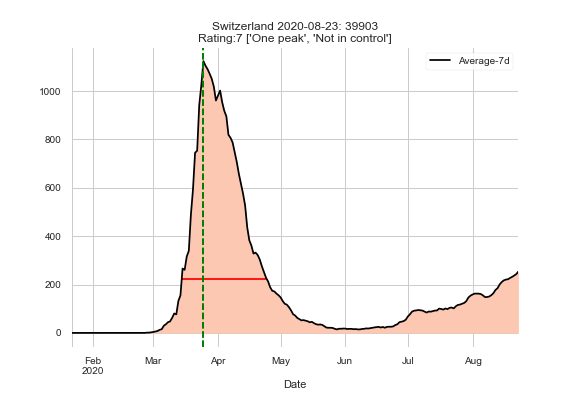 Switzerland 2020-08-23: 39903
Rating:7 ['One peak', 'Not in control']
Average-7d
1000
800
600
400
200
0
Feb Mar Apr May Jun Jul Aug
2020
Date